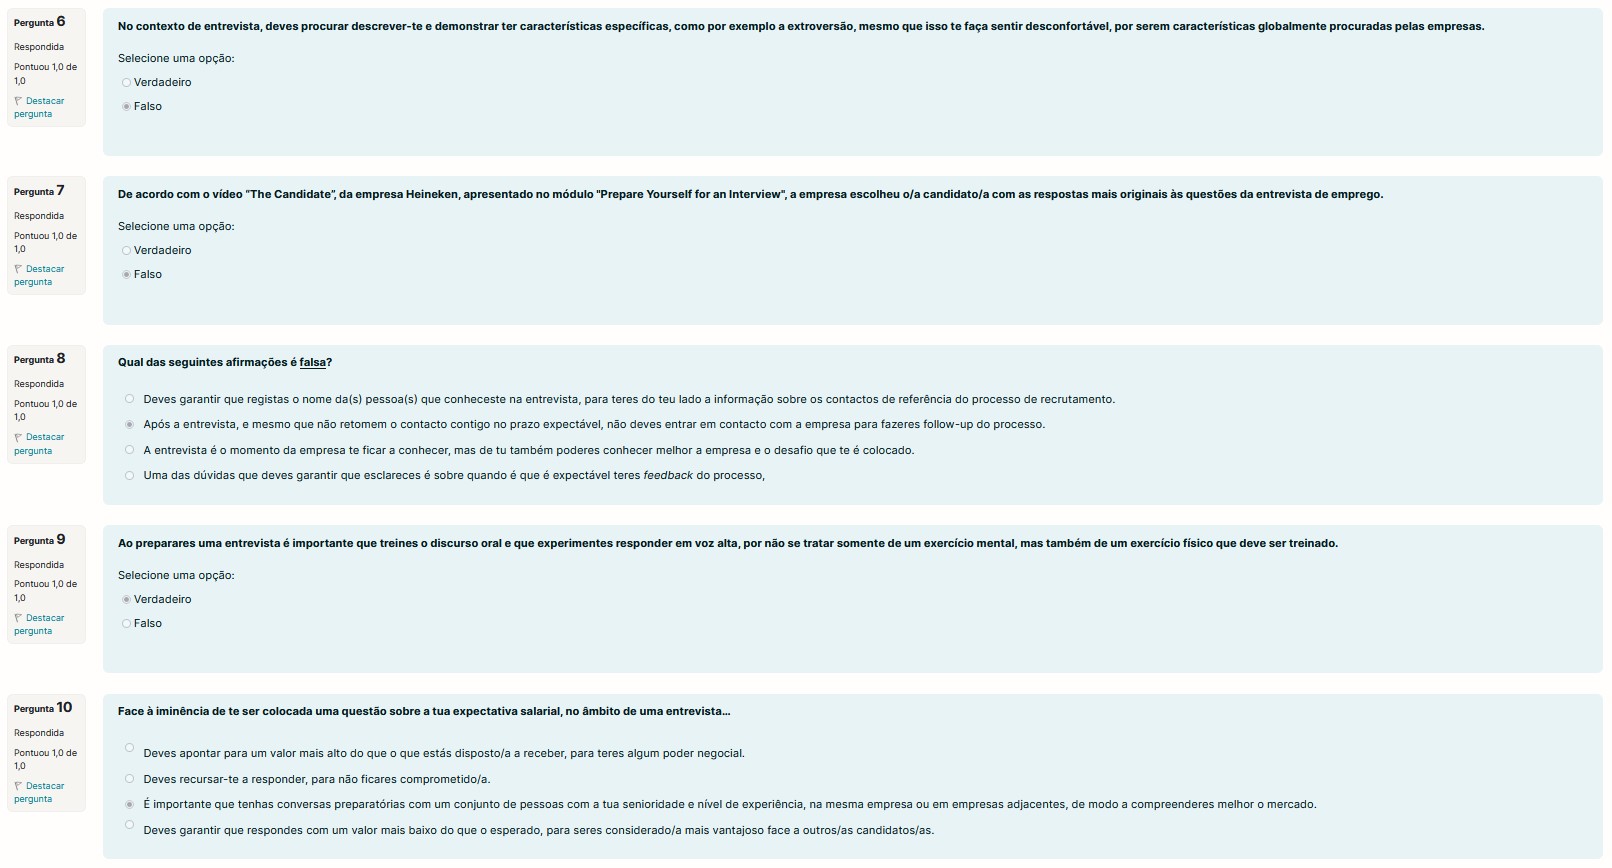 Pergunta 6
Respondida
Pontuou 1,0 de
1,0
Destacar
pergunta
No contexto de entrevista, deves procurar descrever-te e demonstrar ter características específicas, como por exemplo a extroversão, mesmo que isso te faça sentir desconfortável, por serem características globalmente procuradas pelas empresas.
Selecione uma opção:
Verdadeiro
Falso
Pergunta 7
Respondida
Pontuou 1,0 de
1,0
Destacar
pergunta
De acordo com o vídeo "The Candidate", da empresa Heineken, apresentado no módulo "Prepare Yourself for an Interview", a empresa escolheu o/a candidato/a com as respostas mais originais às questões da entrevista de emprego.
Selecione uma opção:
Verdadeiro
Falso
Pergunta 8
Respondida
Pontuou 1,0 de
1,0
Destacar
pergunta
Qual das seguintes afirmações é falsa?
Deves garantir que registas o nome da(s) pessoa(s) que conheceste na entrevista, para teres do teu lado a informação sobre os contactos de referência do processo de recrutamento.
Após a entrevista, e mesmo que não retomem o contacto contigo no prazo expectável, não deves entrar em contacto com a empresa para fazeres follow-up do processo.
A entrevista é o momento da empresa te ficar a conhecer, mas de tu também poderes conhecer melhor a empresa e o desafio que te é colocado.
Uma das dúvidas que deves garantir que esclareces é sobre quando é que é expectável teres feedback do processo,
Pergunta 9
Respondida
Pontuou 1,0 de
1,0
Destacar
pergunta
Ao preparares uma entrevista é importante que treines o discurso oral e que experimentes responder em voz alta, por não se tratar somente de um exercício mental, mas também de um exercício físico que deve ser treinado.
Selecione uma opção:
Verdadeiro
Falso
Pergunta 10
Respondida
Pontuou 1,0 de
1,0
Destacar
pergunta
Face à iminência de te ser colocada uma questão sobre a tua expectativa salarial, no âmbito de uma entrevista...
Deves apontar para um valor mais alto do que o que estás disposto/a a receber, para teres algum poder negocial.
Deves recursar-te a responder, para não ficares comprometido/a.
É importante que tenhas conversas preparatórias com um conjunto de pessoas com a tua senioridade e nível de experiência, na mesma empresa ou em empresas adjacentes, de modo a compreenderes melhor o mercado.
Deves garantir que respondes com um valor mais baixo do que o esperado, para seres considerado/a mais vantajoso face a outros/as candidatos/as.